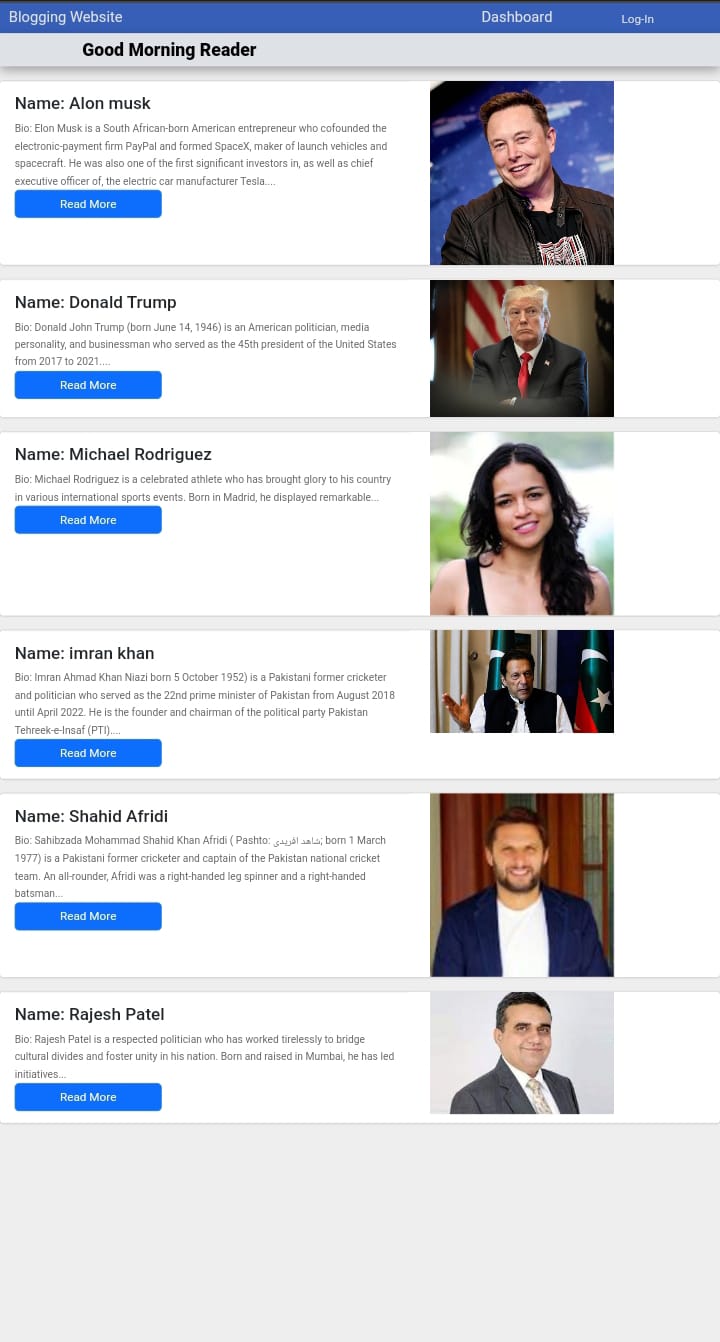 Blogging Website Dashboard Log-In
Good Morning Reader
Name: Alon musk
Bio: Elon Musk is a South African-born American entrepreneur who cofounded the
electronic-payment firm PayPal and formed SpaceX, maker of launch vehicles and
spacecraft. He was also one of the first significant investors in, as well as chief
executive officer of, the electric car manufacturer Tesla....
Read More
Name: Donald Trump
Bio: Donald John Trump (born June 14, 1946) is an American politician, media
personality, and businessman who served as the 45th president of the United States
from 2017 to 2021....
Read More
Name: Michael Rodriguez
Bio: Michael Rodriguez is a celebrated athlete who has brought glory to his country
in various international sports events. Born in Madrid, he displayed remarkable...
Read More
Name: imran khan
Bio: Imran Ahmad Khan Niazi born 5 October 1952) is a Pakistani former cricketer
and politician who served as the 22nd prime minister of Pakistan from August 2018
until April 2022. He is the founder and chairman of the political party Pakistan
Tehreek-e-Insaf (PTI)....
Read More
Name: Shahid Afridi
Bio: Sahibzada Mohammad Shahid Khan Afridi ( Pashto: شاهد افریدی; born 1 March
1977) is a Pakistani former cricketer and captain of the Pakistan national cricket
team. An all-rounder, Afridi was a right-handed leg spinner and a right-handed
batsman...
Read More
Name: Rajesh Patel
Bio: Rajesh Patel is a respected politician who has worked tirelessly to bridge
cultural divides and foster unity in his nation. Born and raised in Mumbai, he has led
initiatives...
Read More